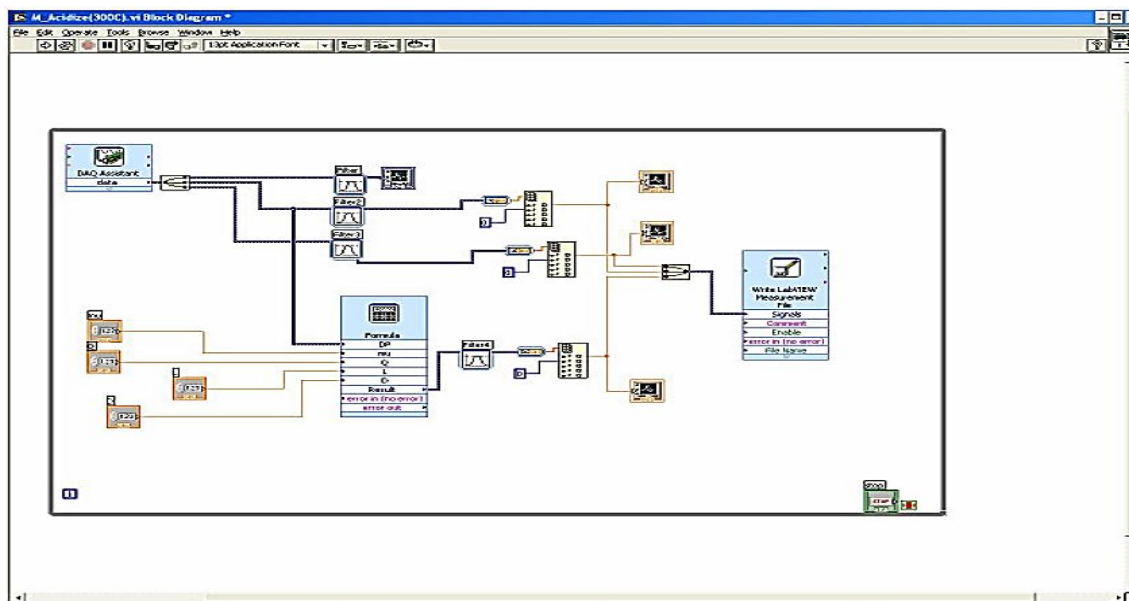 M_Acidize(300C).vi Block Diagram *
File Edit Operate Tools Browse Window Help
13pt Application Font
DAQ Assistant
data
Filter
Filter2
Filter3
Write LabVIEW
Measurement
File
Signals
Comment
Enable
error in (no error)
File Name
Formula
DP
mu
Q
L
D
Result
error in (no error)
error out
Filter4
mu
i
stop
STOP